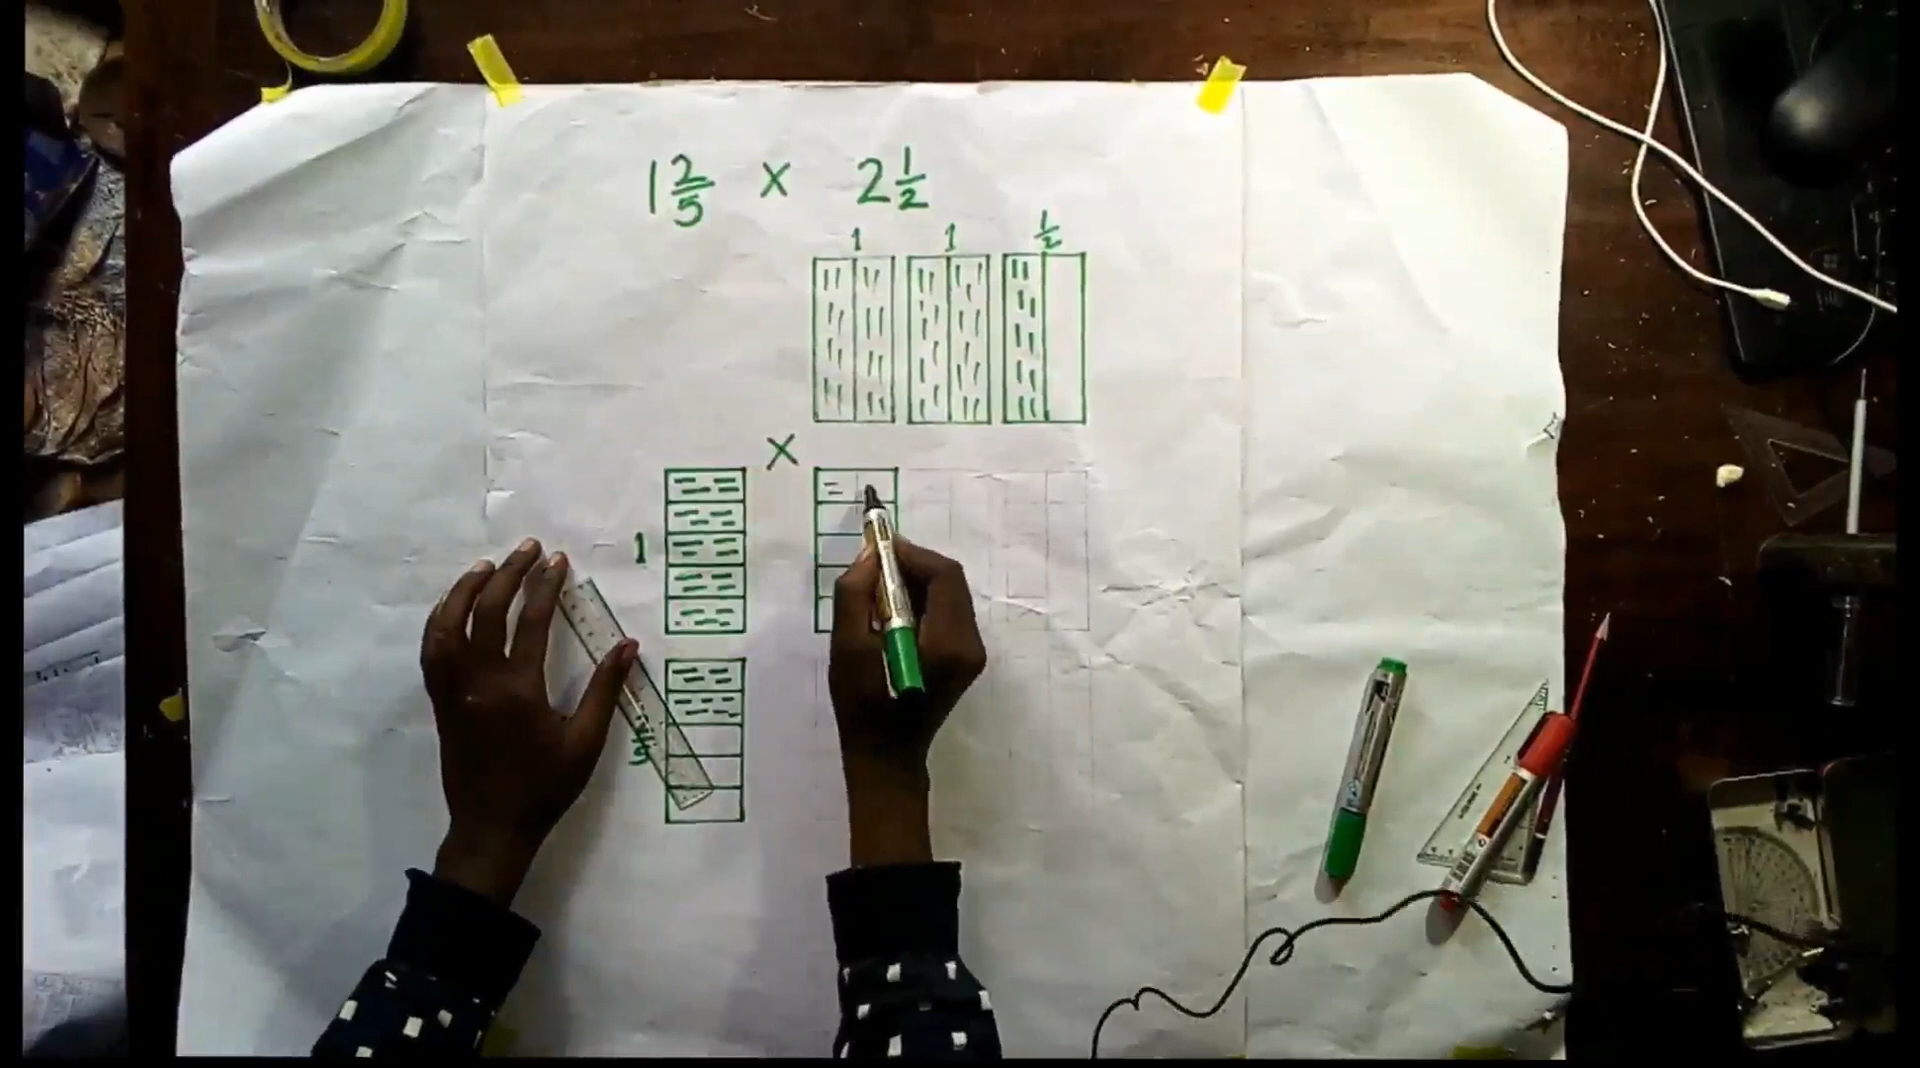 1 2/5 × 2 1/2
1 1 1/2
×
1